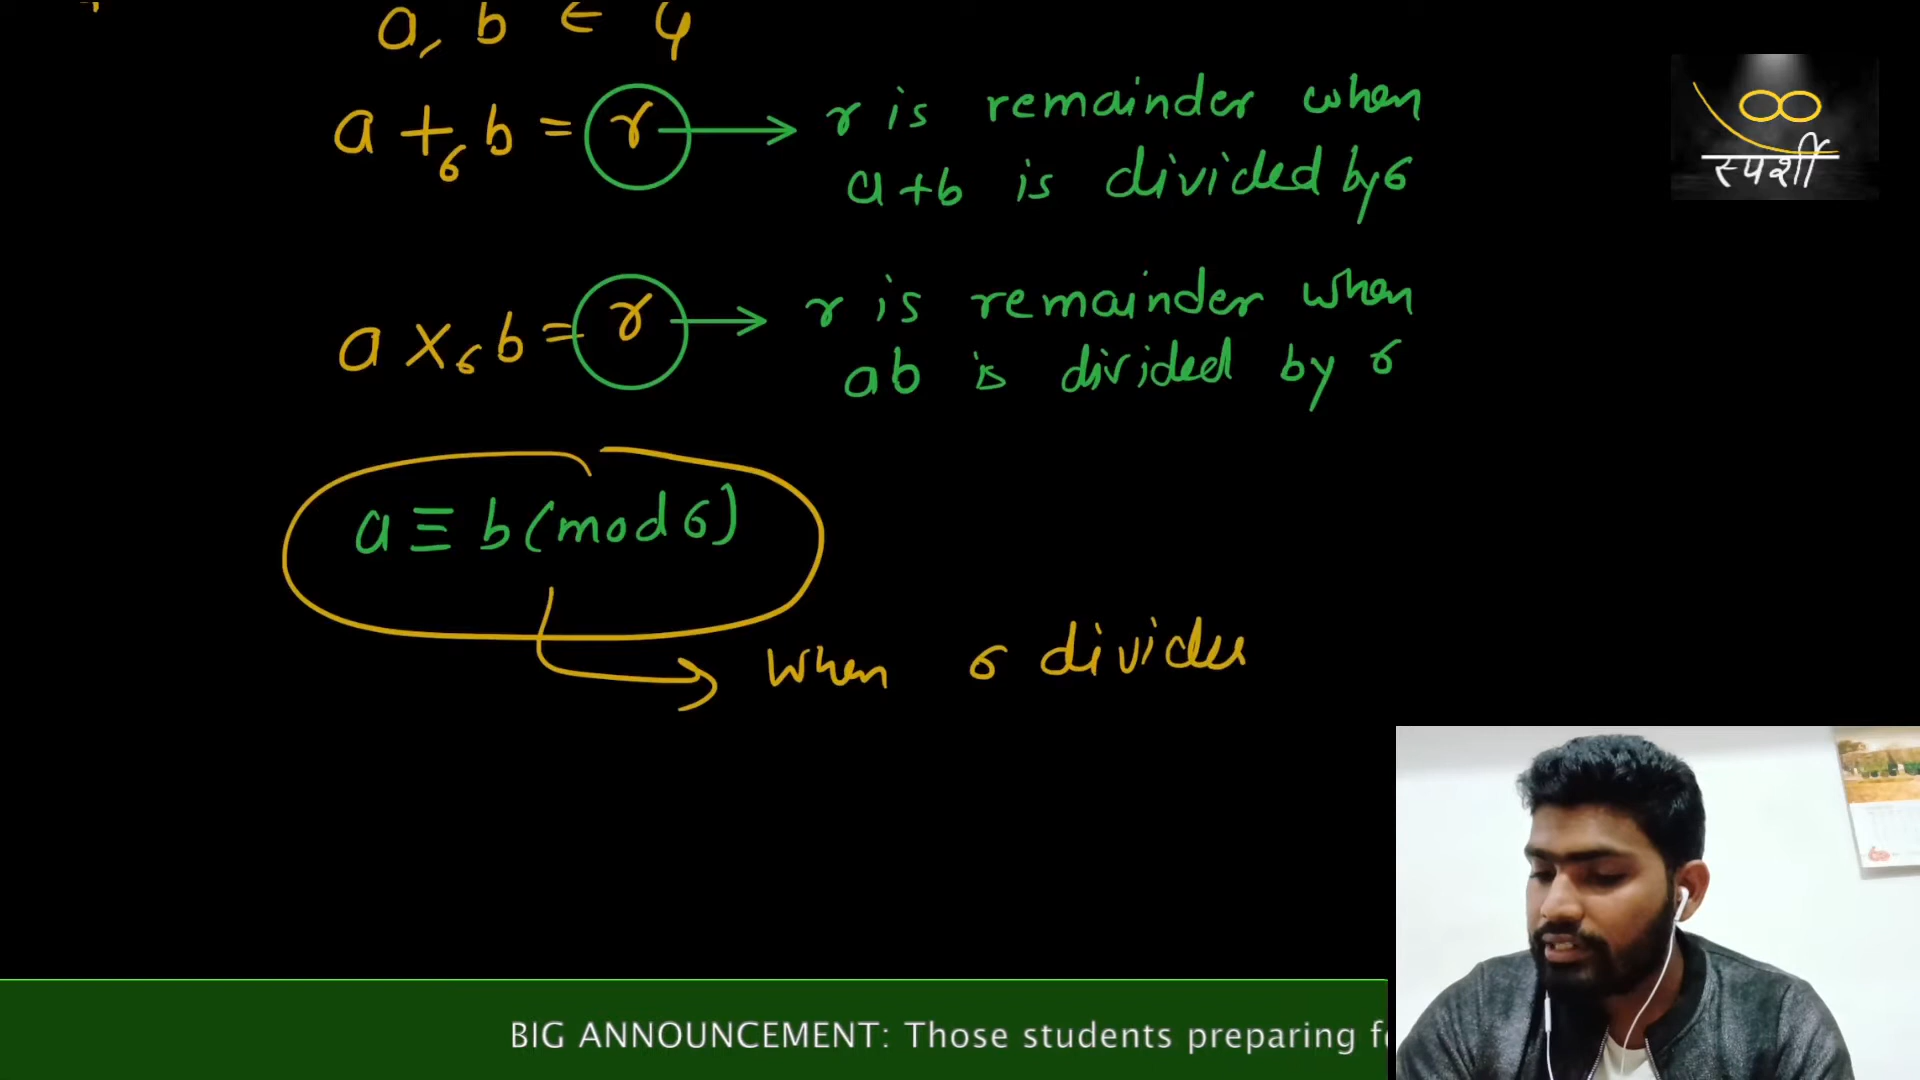 a, b ∈
a +₆ b = r → r is remainder when
a+b is divided by 6
a ×₆ b = r → r is remainder when
ab is divided by 6
a ≡ b (mod 6)
when 6 divides
स्पर्शी
BIG ANNOUNCEMENT: Those students preparing f